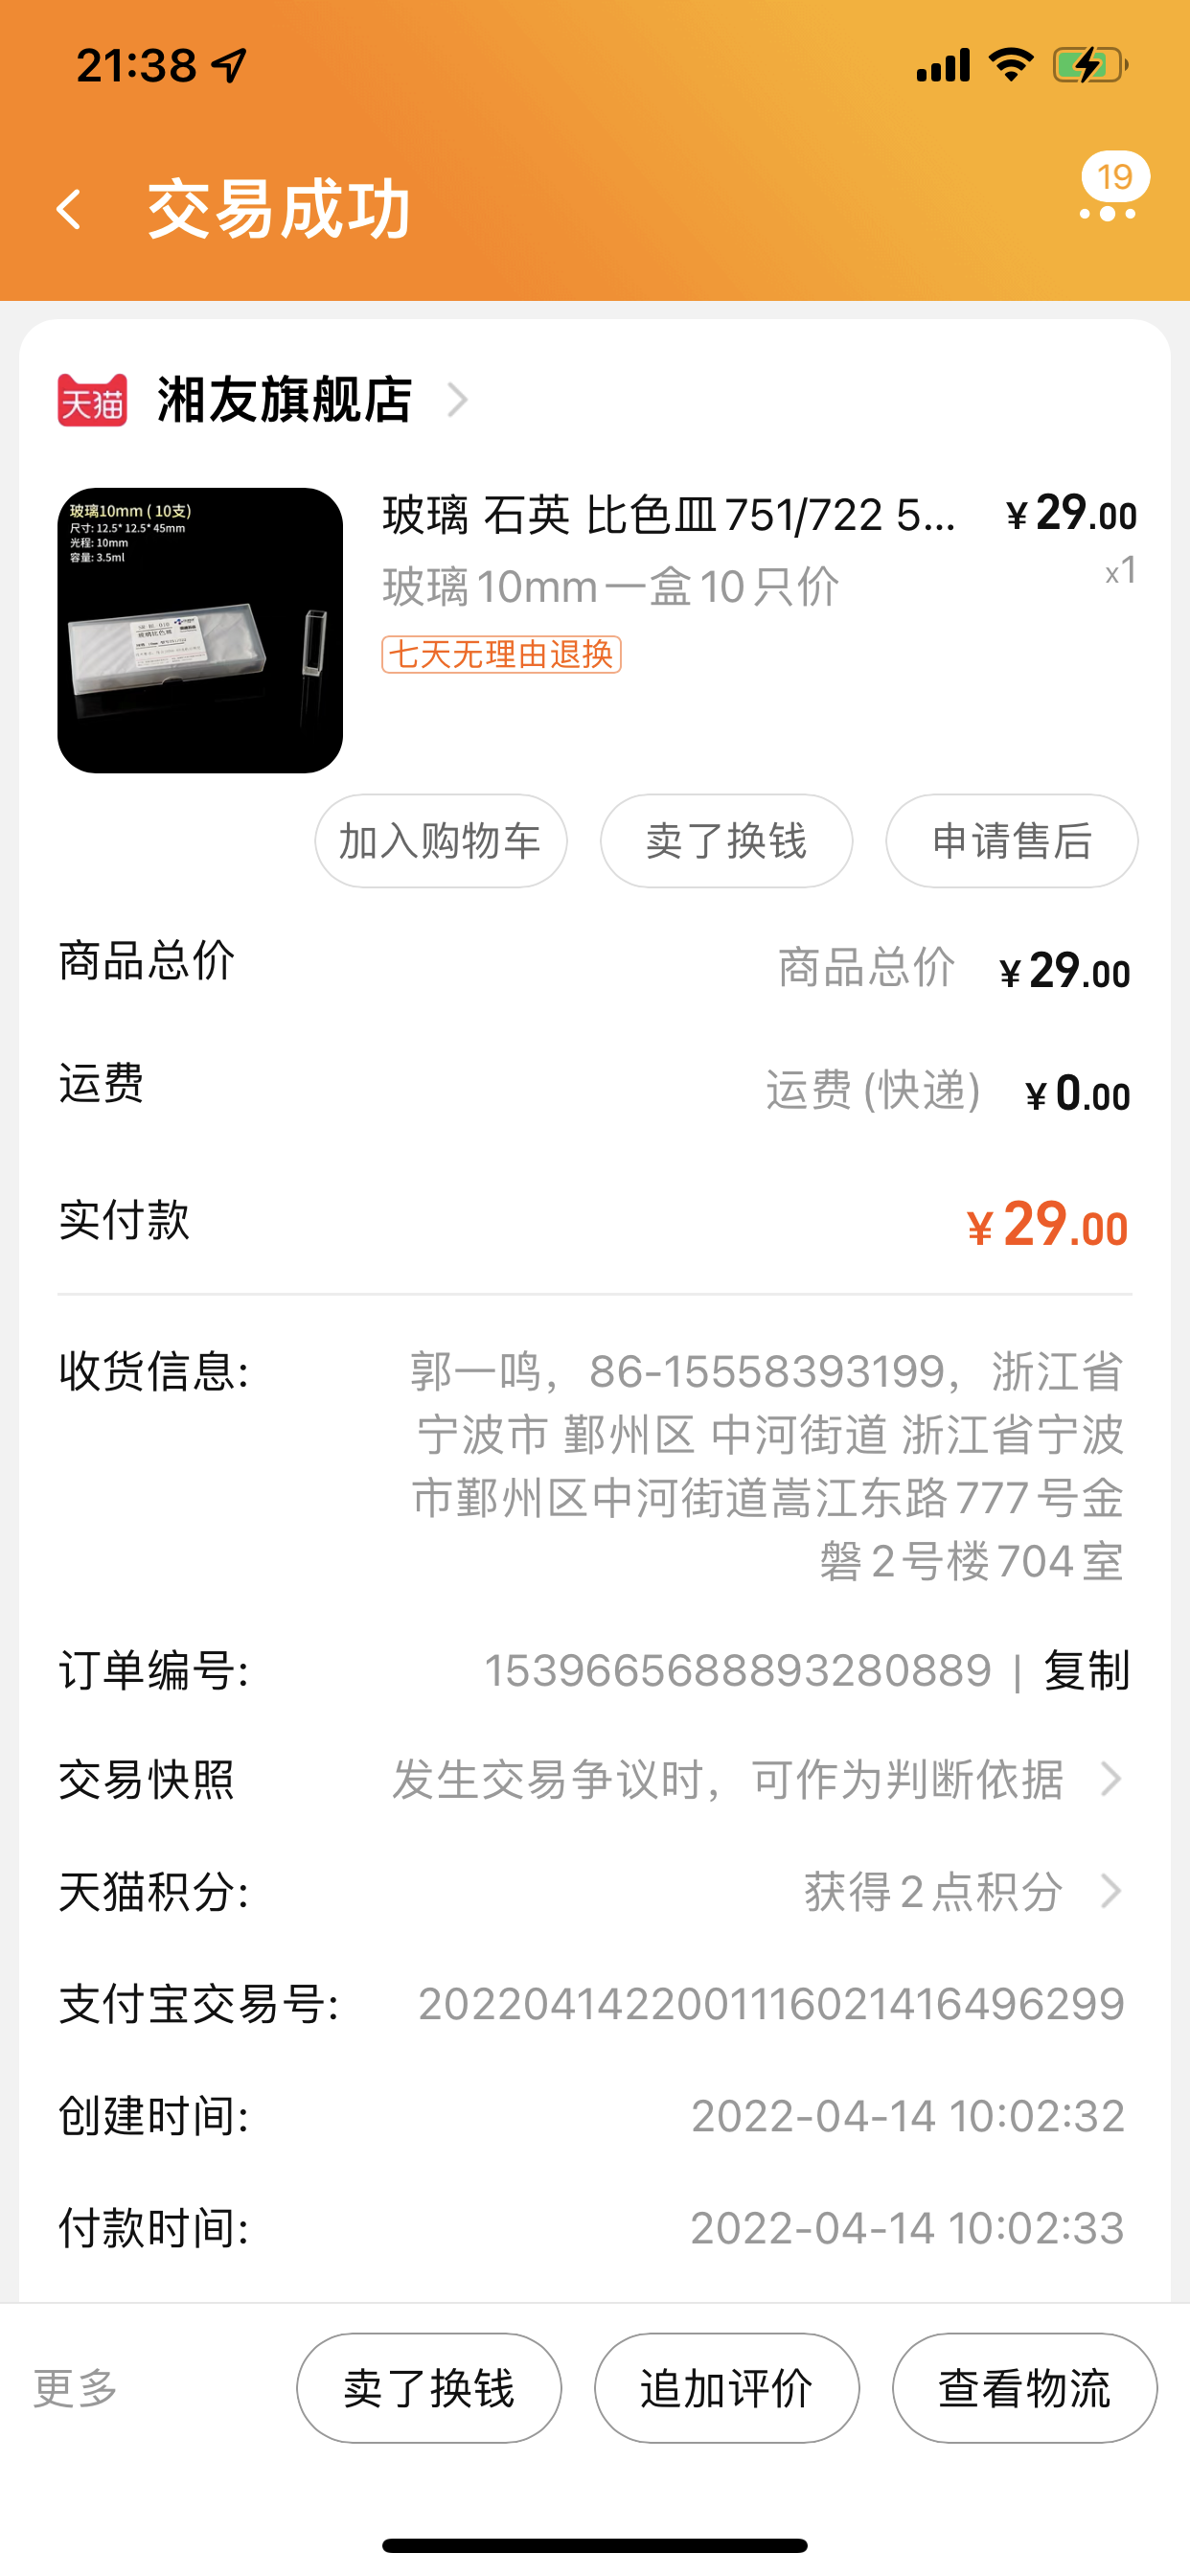 21:38
19
交易成功
天猫 湘友旗舰店
玻璃10mm ( 10支)
尺寸: 12.5* 12.5* 45mm
光程: 10mm
容量: 3.5ml
玻璃 石英 比色皿751/722 5... ¥29.00
玻璃10mm一盒10只价 x1
七天无理由退换
加入购物车 卖了换钱 申请售后
商品总价 商品总价 ¥29.00
运费 运费 (快递) ¥0.00
实付款 ¥29.00
收货信息: 郭一鸣，86-15558393199，浙江省
宁波市 鄞州区 中河街道 浙江省宁波
市鄞州区中河街道嵩江东路777号金
磐2号楼704室
订单编号: 1539665688893280889 | 复制
交易快照 发生交易争议时，可作为判断依据
天猫积分: 获得2点积分
支付宝交易号: 2022041422001116021416496299
创建时间: 2022-04-14 10:02:32
付款时间: 2022-04-14 10:02:33
更多 卖了换钱 追加评价 查看物流